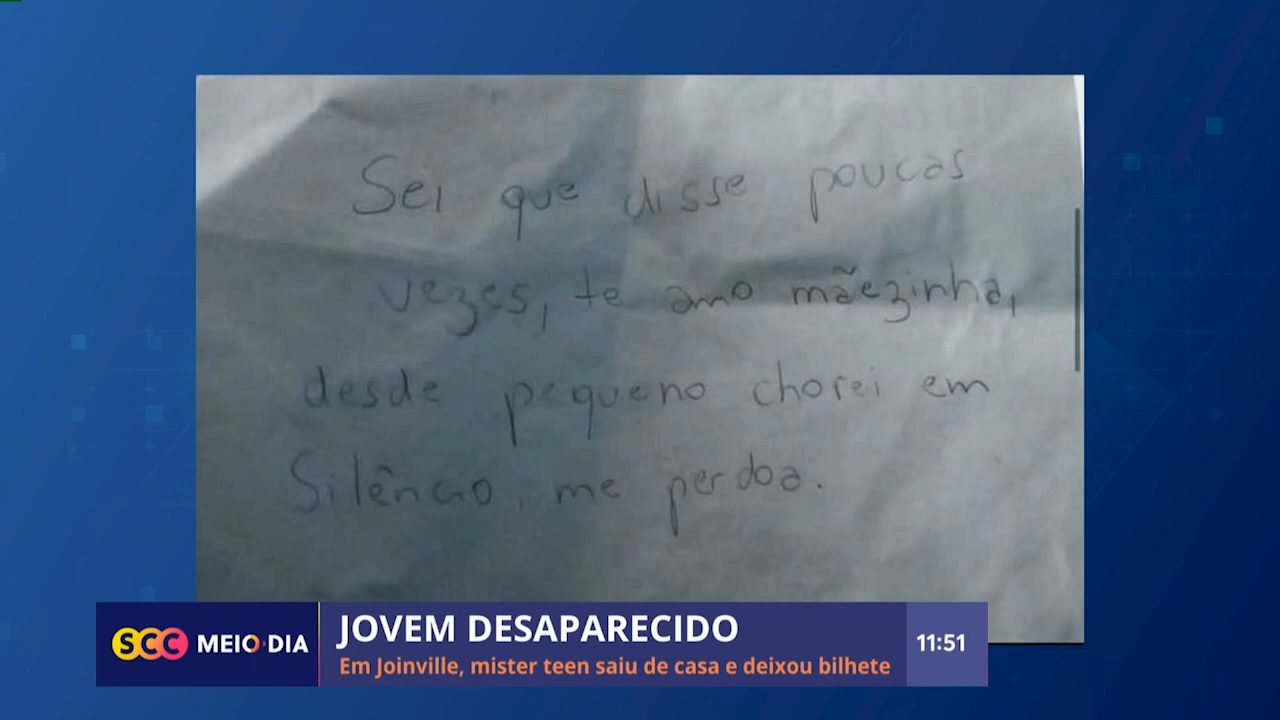 Sei que disse poucas
vezes, te amo mãezinha,
desde pequeno chorei em
Silêncio, me perdoa.
SCC MEIO DIA
JOVEM DESAPARECIDO
Em Joinville, mister teen saiu de casa e deixou bilhete
11:51